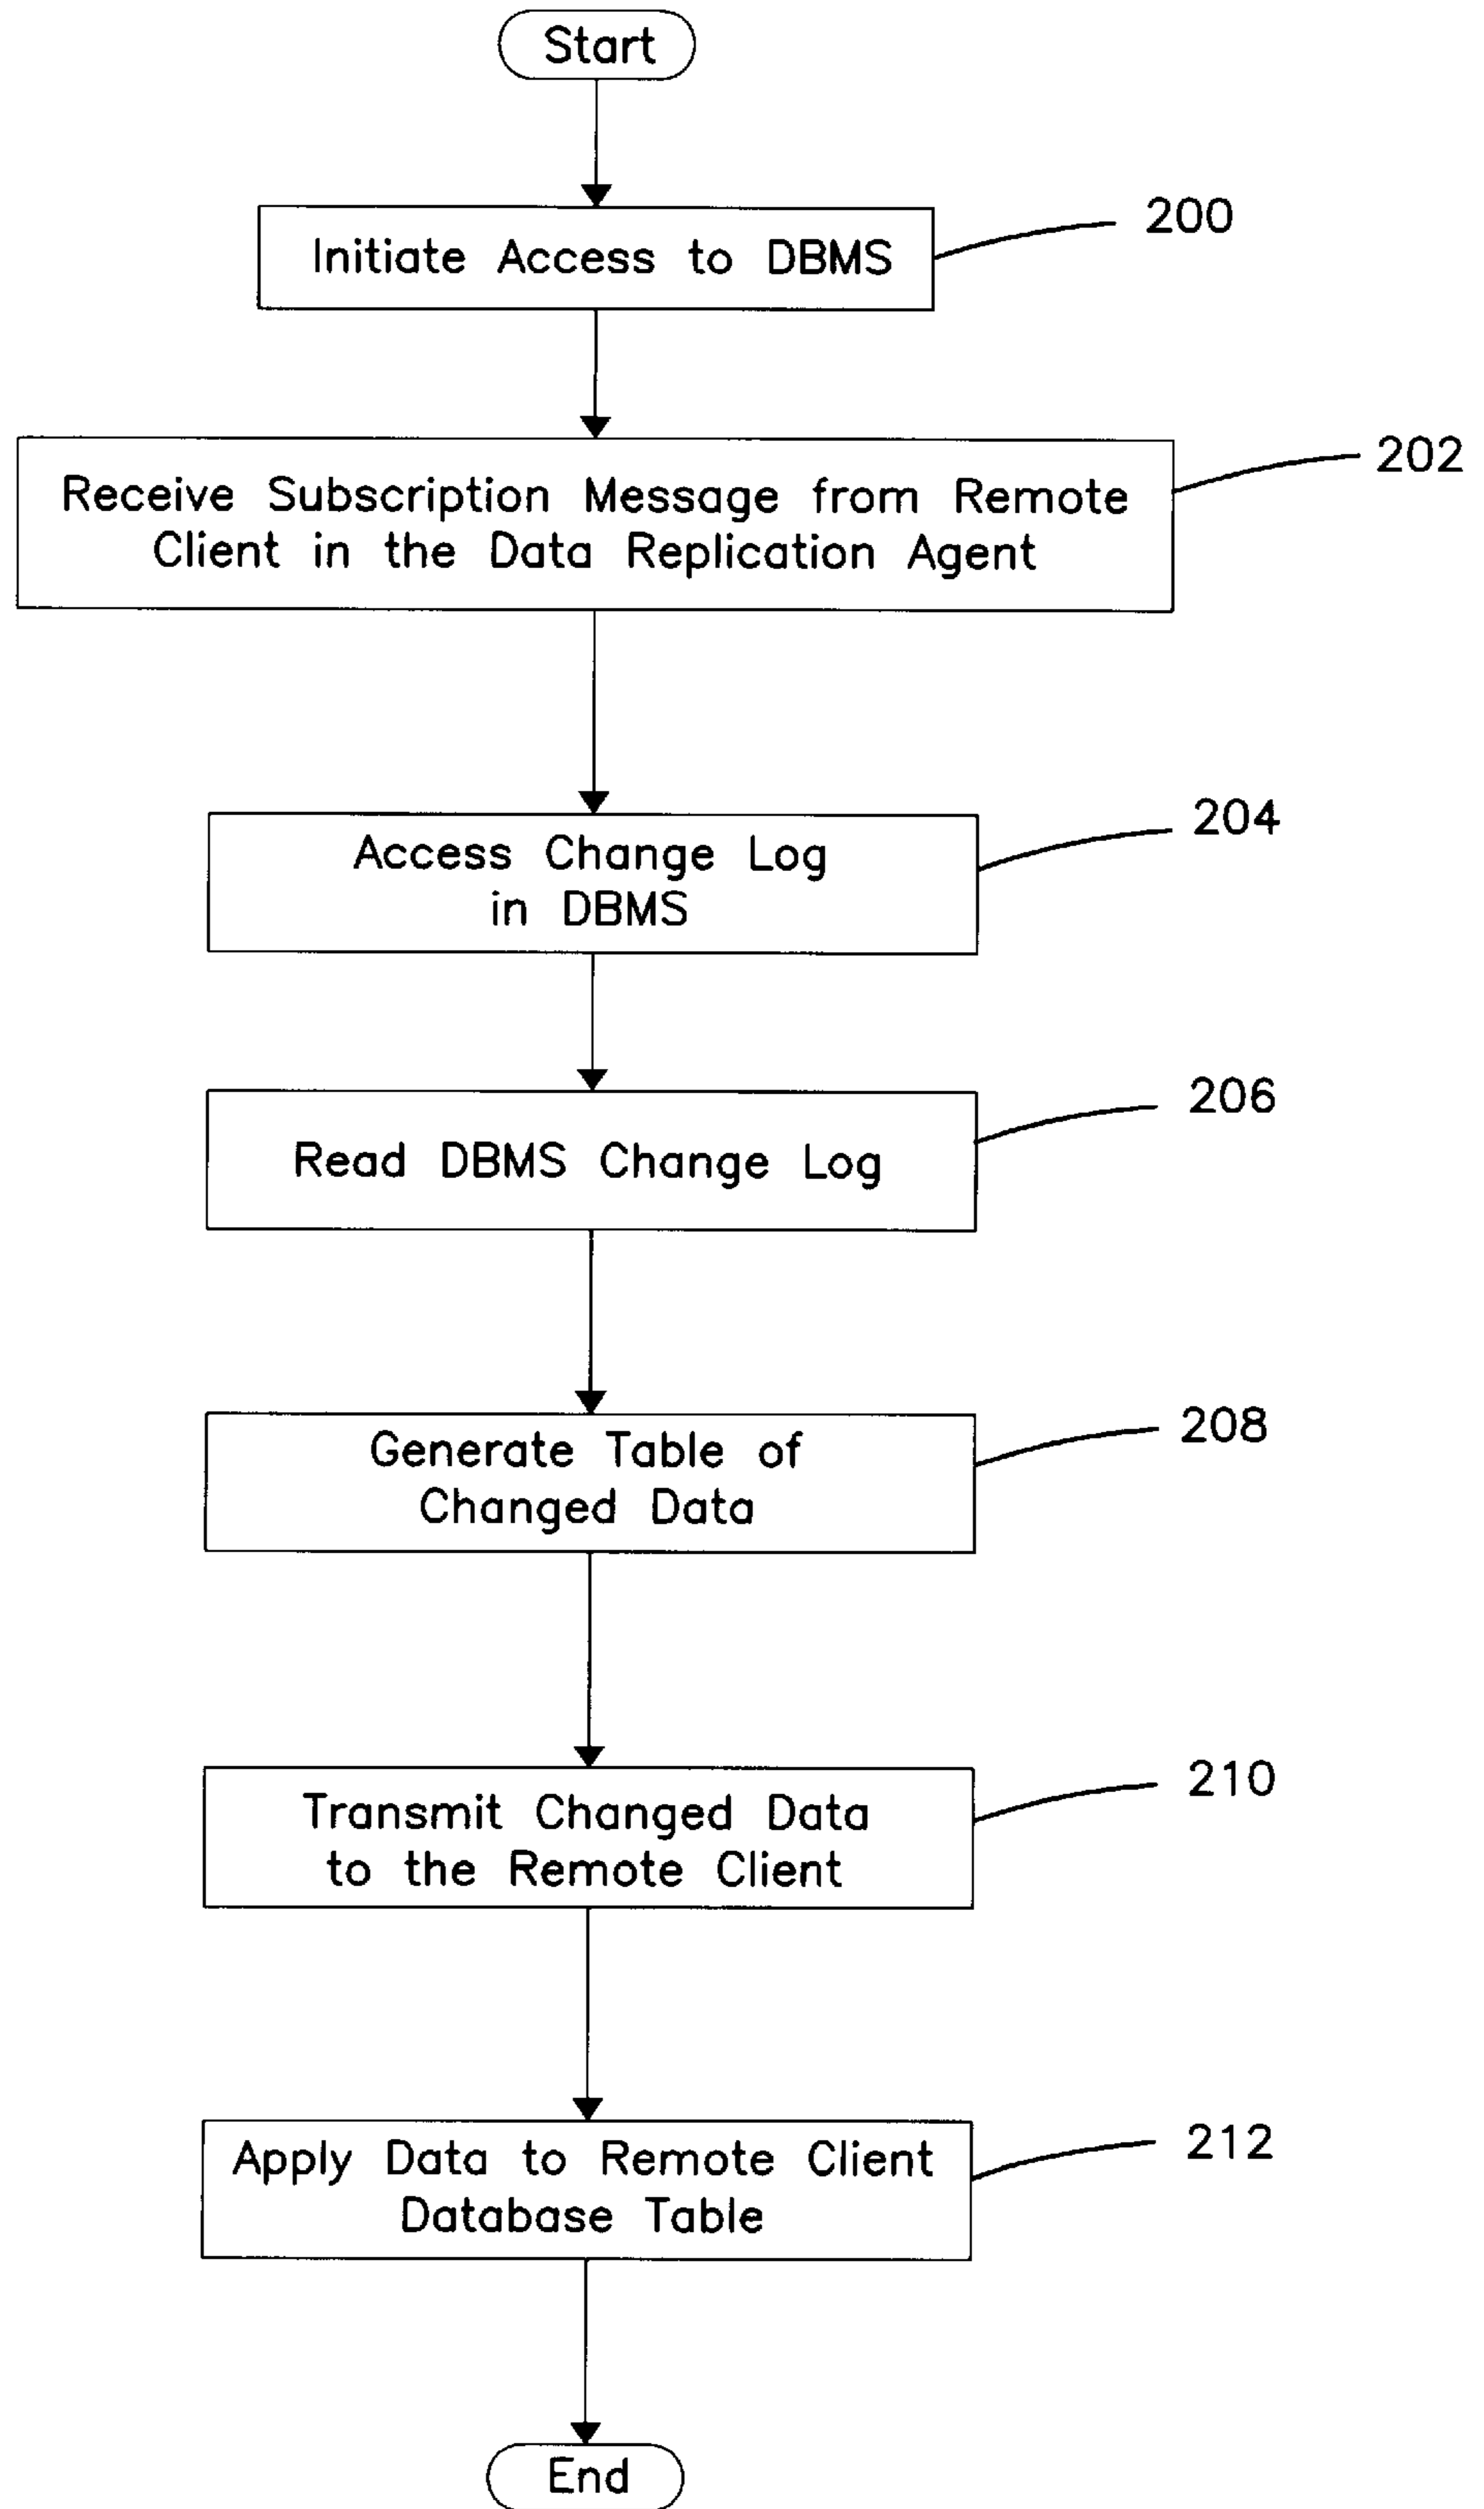 Start
Initiate Access to DBMS
200
Receive Subscription Message from Remote
Client in the Data Replication Agent
202
Access Change Log
in DBMS
204
Read DBMS Change Log
206
Generate Table of
Changed Data
208
Transmit Changed Data
to the Remote Client
210
Apply Data to Remote Client
Database Table
212
End